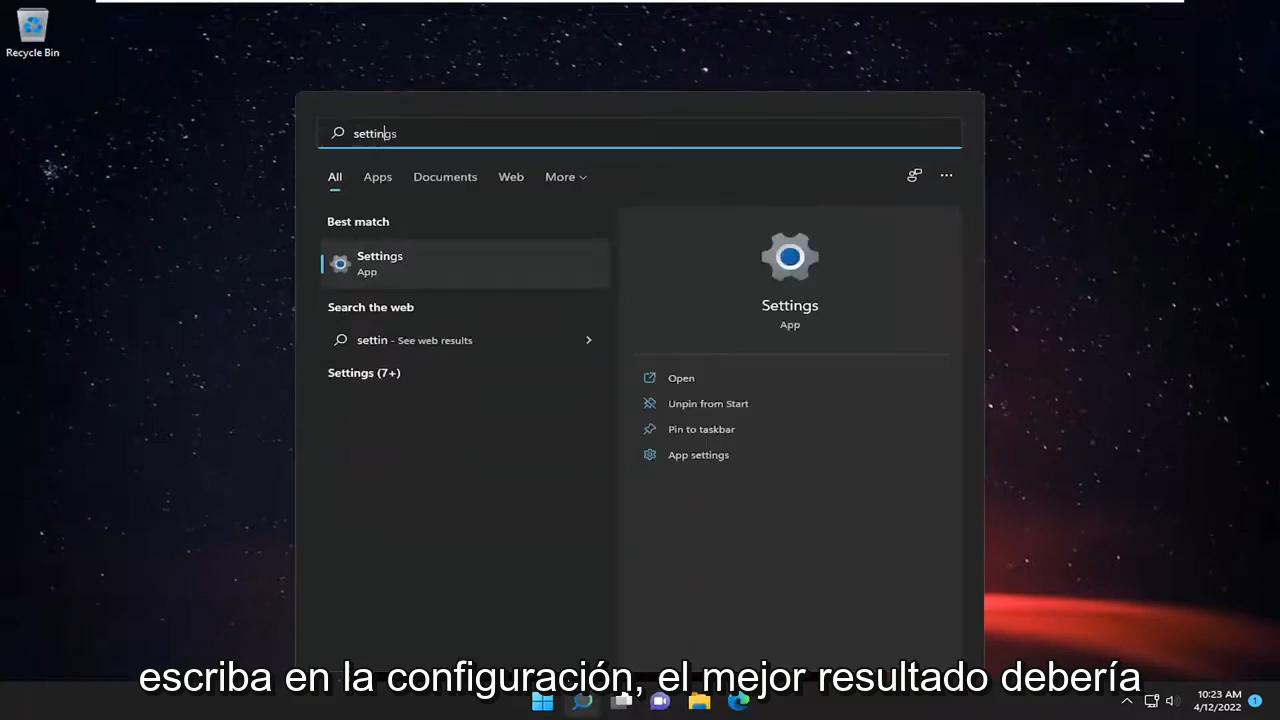 Recycle Bin
settings
All Apps Documents Web More
Best match
Settings
App
Search the web
settin - See web results
Settings (7+)
Settings
App
Open
Unpin from Start
Pin to taskbar
App settings
escriba en la configuración, el mejor resultado debería
10:23 AM
4/12/2022
1